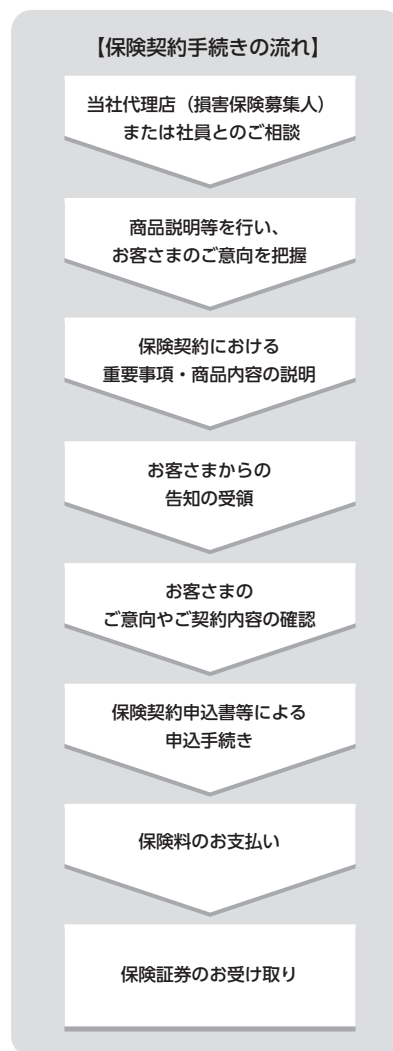 【保険契約手続きの流れ】
当社代理店（損害保険募集人）
または社員とのご相談
商品説明等を行い、
お客さまのご意向を把握
保険契約における
重要事項・商品内容の説明
お客さまからの
告知の受領
お客さまの
ご意向やご契約内容の確認
保険契約申込書等による
申込手続き
保険料のお支払い
保険証券のお受け取り